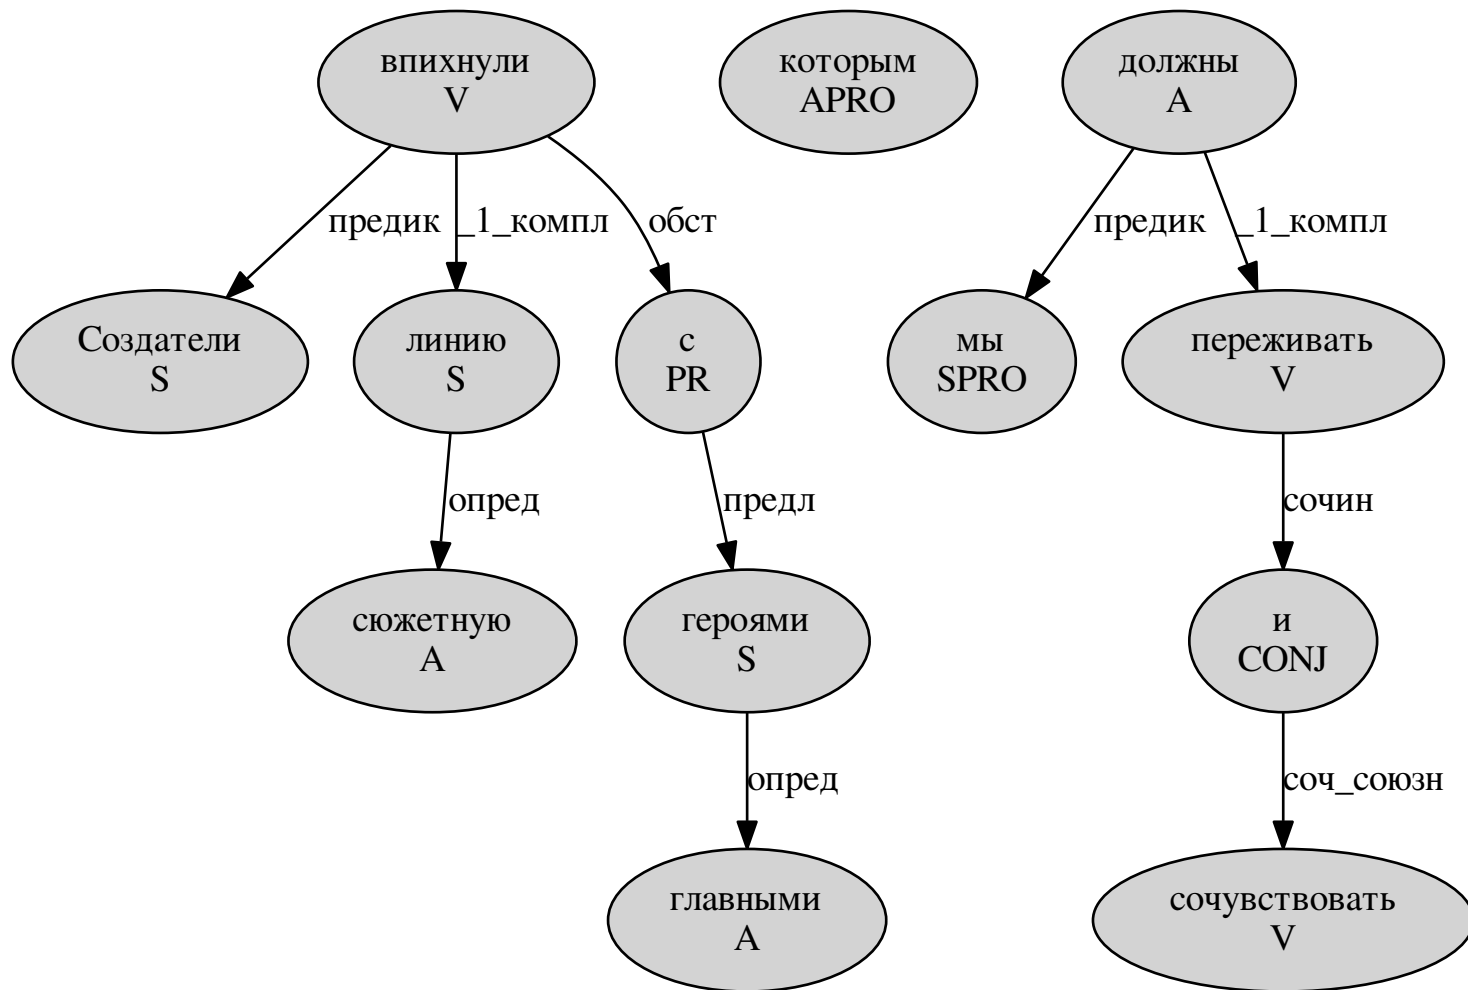 впихнули
V
которым
APRO
должны
A
предик
_1_компл
обст
предик
_1_компл
Создатели
S
линию
S
с
PR
мы
SPRO
переживать
V
опред
предл
сочин
сюжетную
A
героями
S
и
CONJ
опред
соч_союзн
главными
A
сочувствовать
V